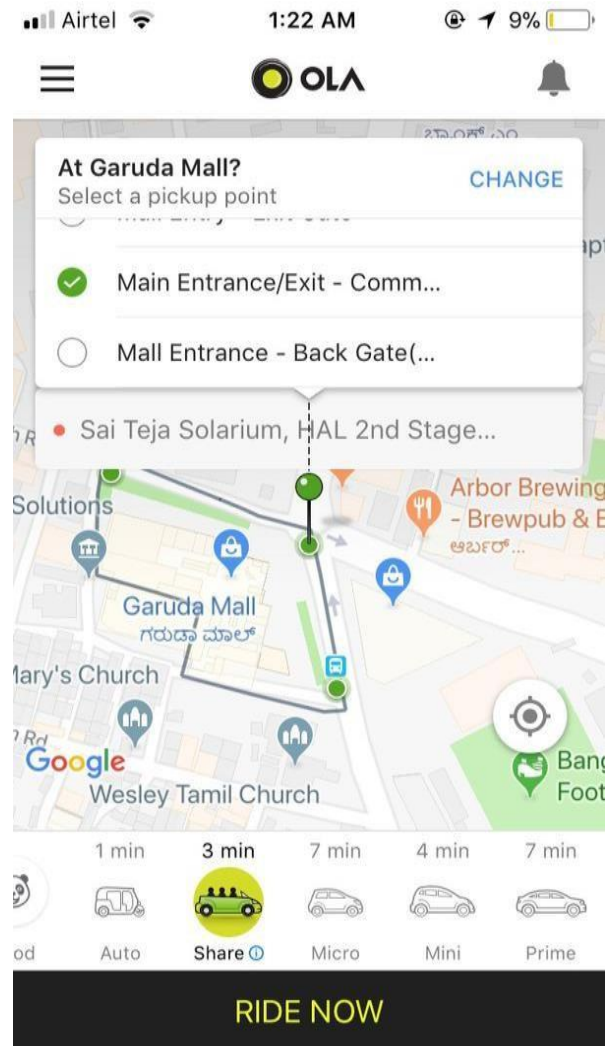 Airtel 1:22 AM 9%
OLA
ಬ್ಯಾಂಕ್ ಎಂ
At Garuda Mall? CHANGE
Select a pickup point
Main Entrance/Exit - Comm...
Mall Entrance - Back Gate(...
Sai Teja Solarium, HAL 2nd Stage...
Solutions
Arbor Brewing
- Brewpub & E
ಆರ್ಬರ್...
Garuda Mall
ಗರುಡಾ ಮಾಲ್
Mary's Church
Rd
Google
Wesley Tamil Church
Bang
Foot
1 min 3 min 7 min 4 min 7 min
od Auto Share Micro Mini Prime
RIDE NOW